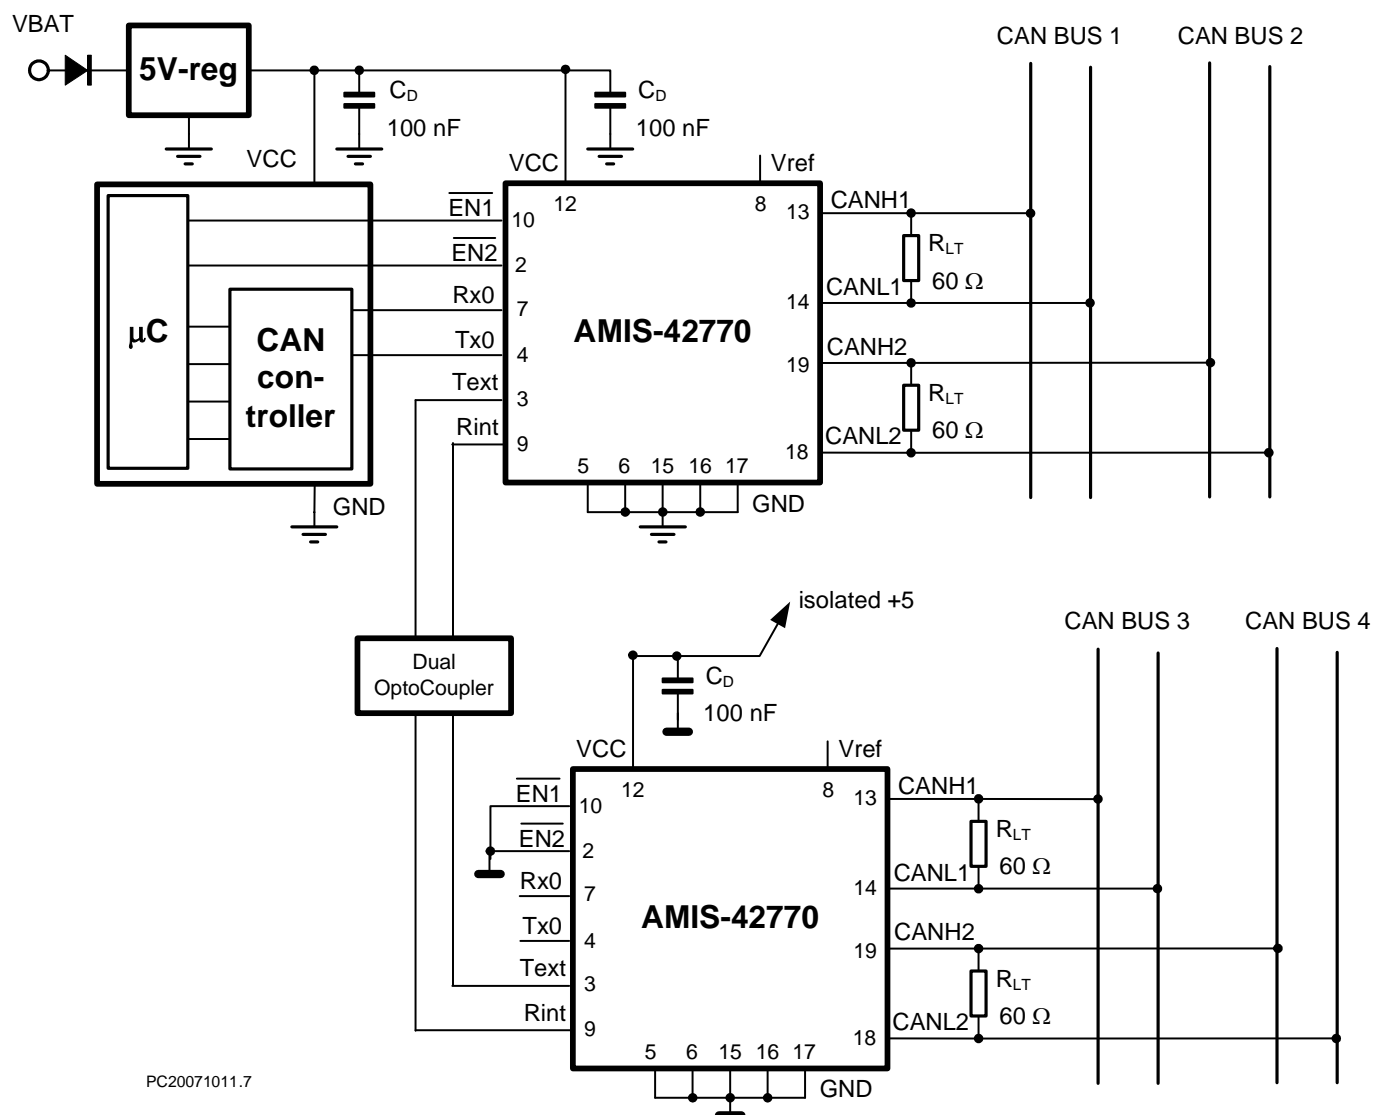 VBAT
CAN BUS 1
CAN BUS 2
5V-reg
CD
100 nF
CD
100 nF
VCC
VCC
Vref
EN1
10
12
8
13
CANH1
EN2
2
RLT
60 Ω
Rx0
7
14
CANL1
μC
CAN
con-
troller
AMIS-42770
Tx0
4
19
CANH2
Text
3
RLT
60 Ω
Rint
9
18
CANL2
5
6
15
16
17
GND
GND
isolated +5
CAN BUS 3
CAN BUS 4
Dual
OptoCoupler
CD
100 nF
VCC
Vref
EN1
10
12
8
13
CANH1
EN2
2
RLT
60 Ω
Rx0
7
14
CANL1
AMIS-42770
Tx0
4
19
CANH2
Text
3
RLT
60 Ω
Rint
9
18
CANL2
5
6
15
16
17
GND
PC20071011.7